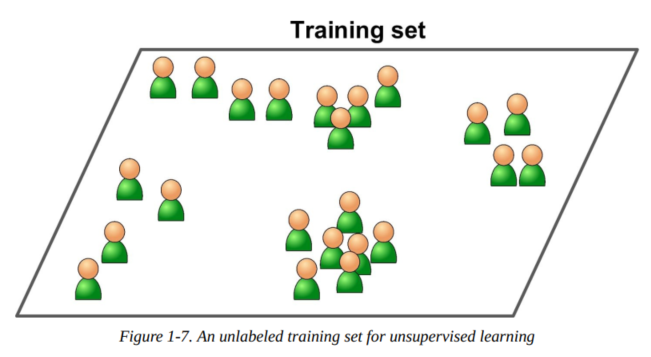 Training set
Figure 1-7. An unlabeled training set for unsupervised learning